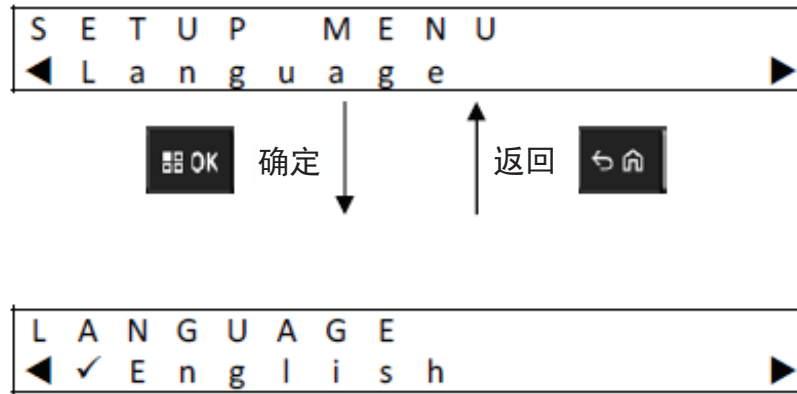 SETUP MENU
◀ Language ▶
OK 确定 返回
LANGUAGE
◀ ✓ English ▶